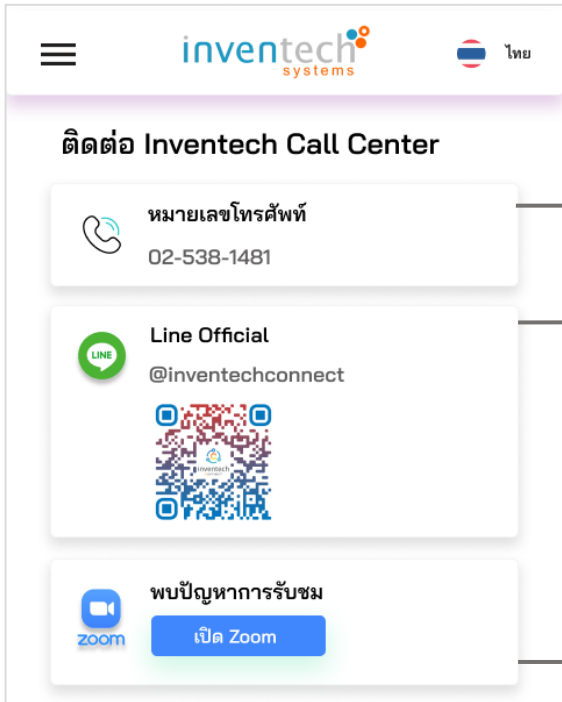 inventech
systems
ไทย
ติดต่อ Inventech Call Center
หมายเลขโทรศัพท์
02-538-1481
LINE
Line Official
@inventechconnect
inventech
พบปัญหาการรับชม
zoom
เปิด Zoom